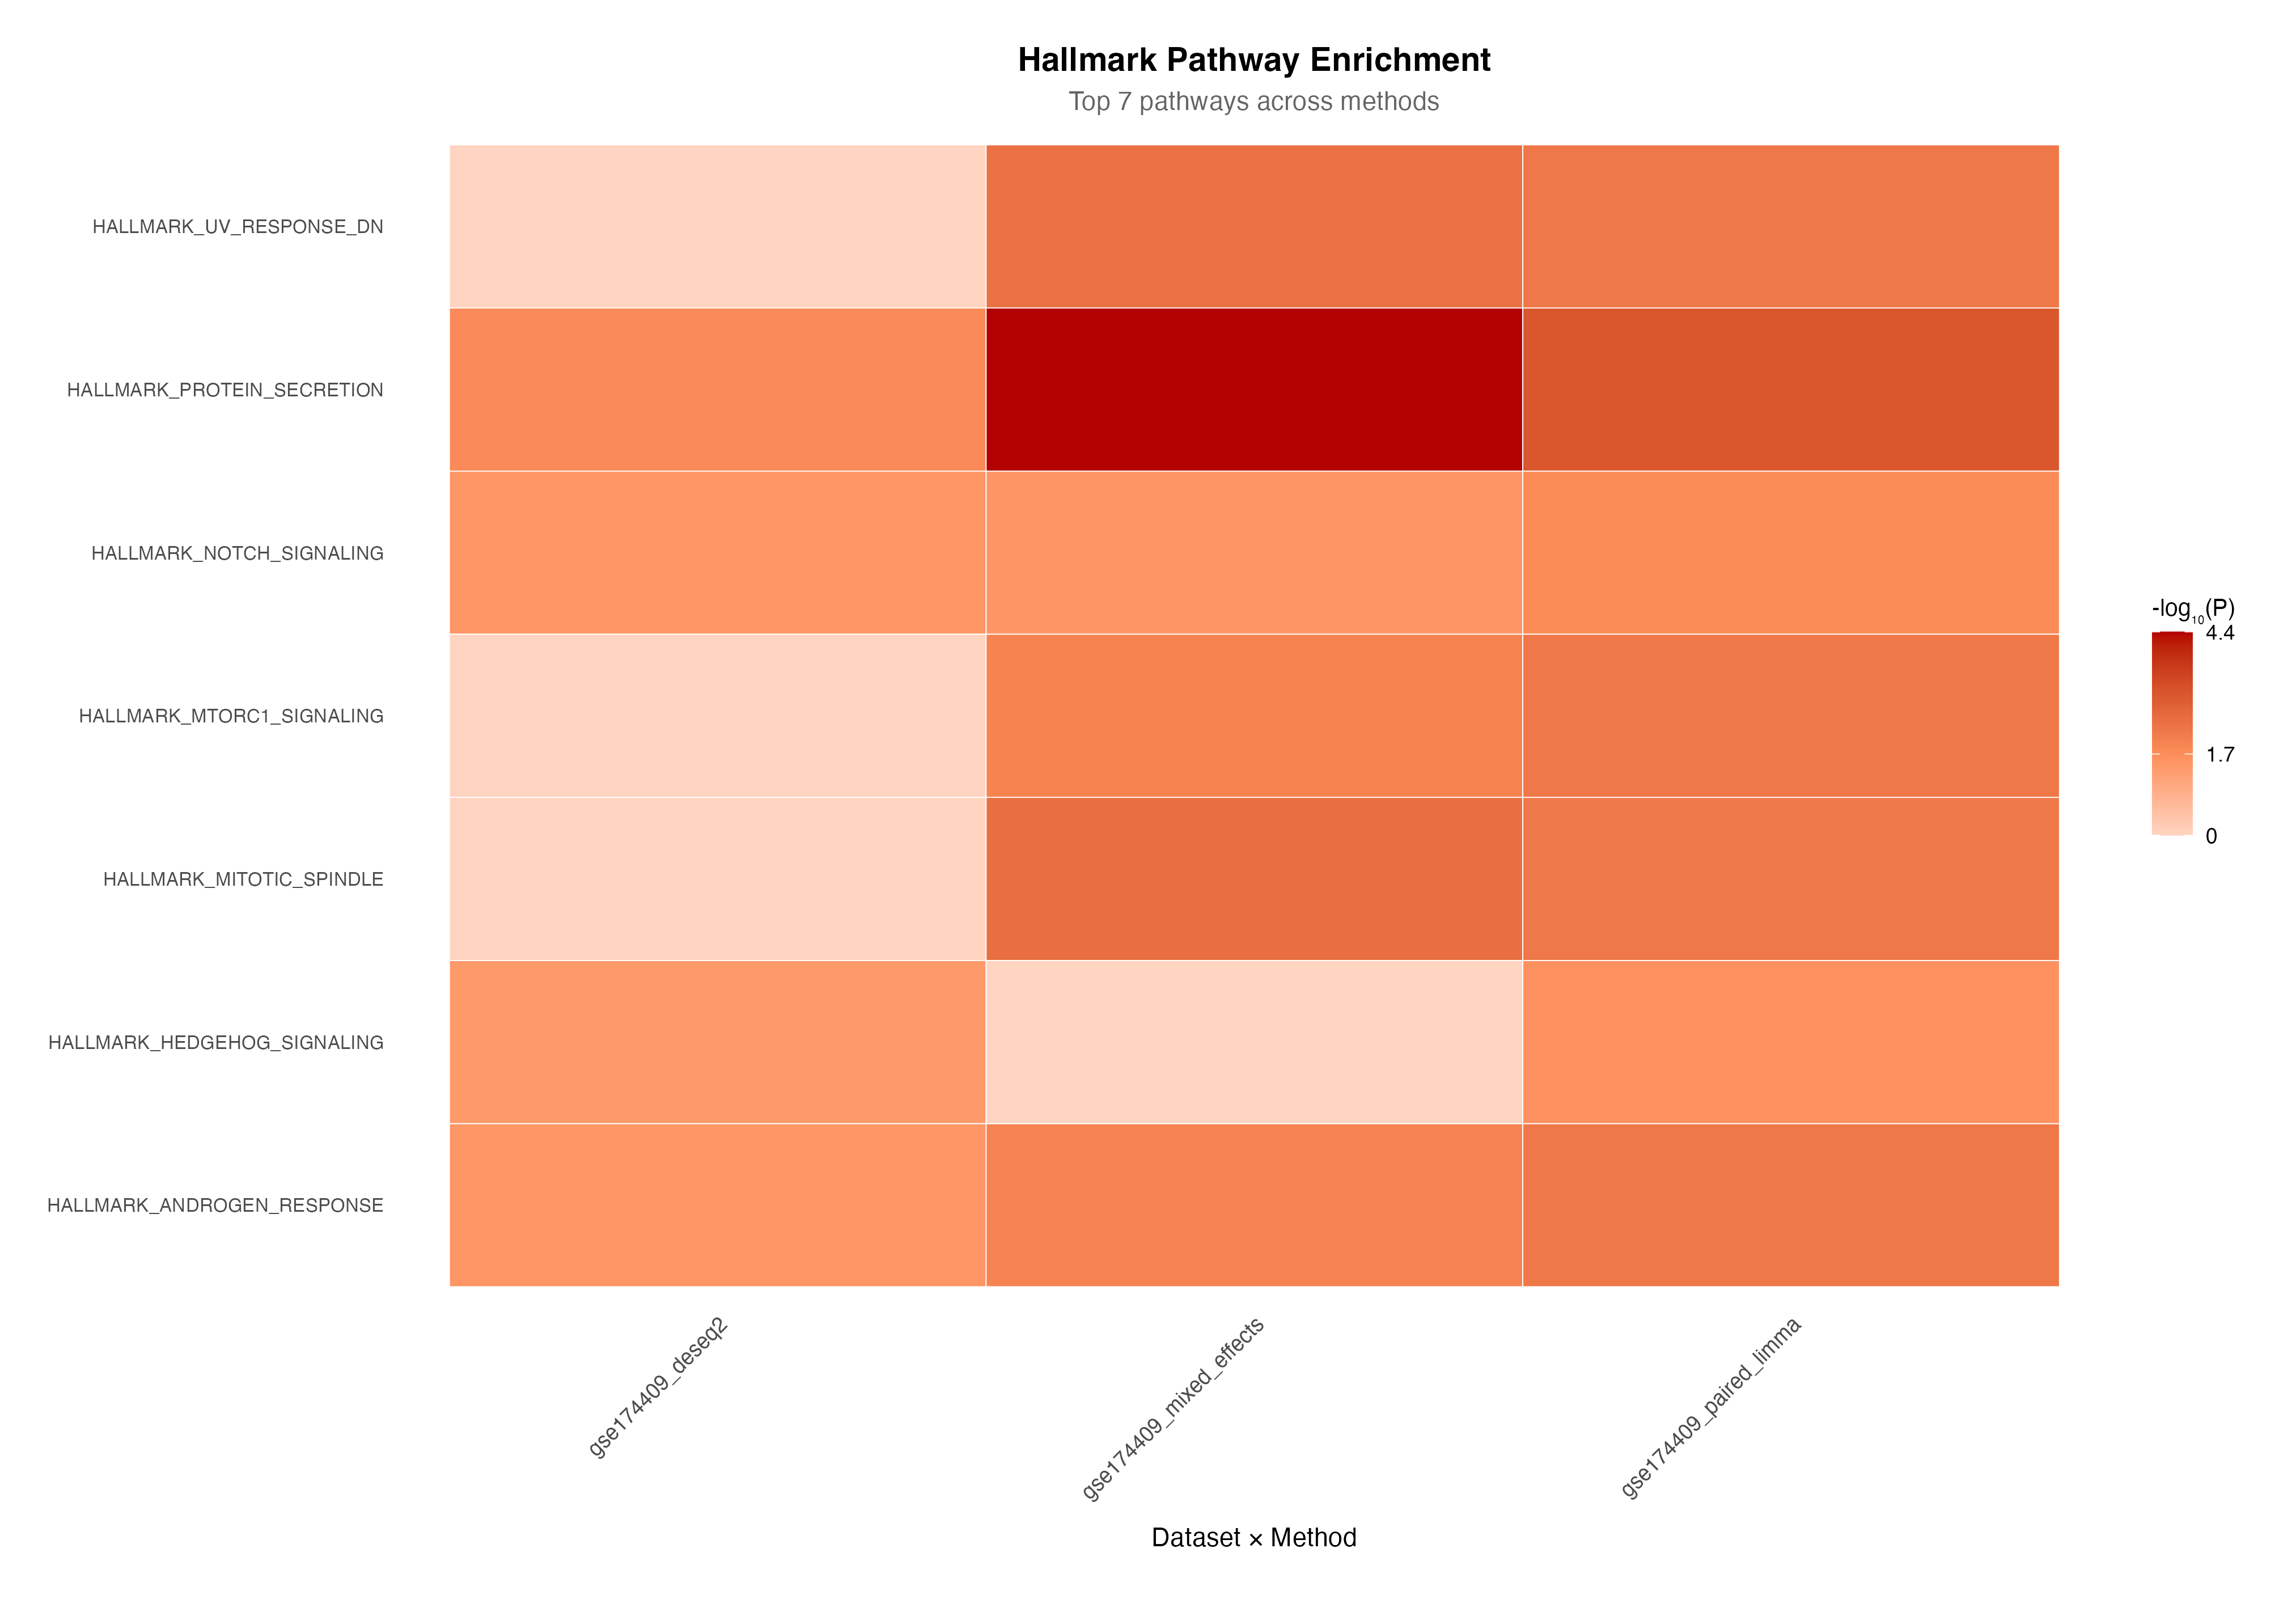 Hallmark Pathway Enrichment
Top 7 pathways across methods
HALLMARK_UV_RESPONSE_DN
HALLMARK_PROTEIN_SECRETION
HALLMARK_NOTCH_SIGNALING
HALLMARK_MTORC1_SIGNALING
HALLMARK_MITOTIC_SPINDLE
HALLMARK_HEDGEHOG_SIGNALING
HALLMARK_ANDROGEN_RESPONSE
-log₁₀(P)
4.4
1.7
0
gse174409_deseq2
gse174409_mixed_effects
gse174409_paired_limma
Dataset × Method